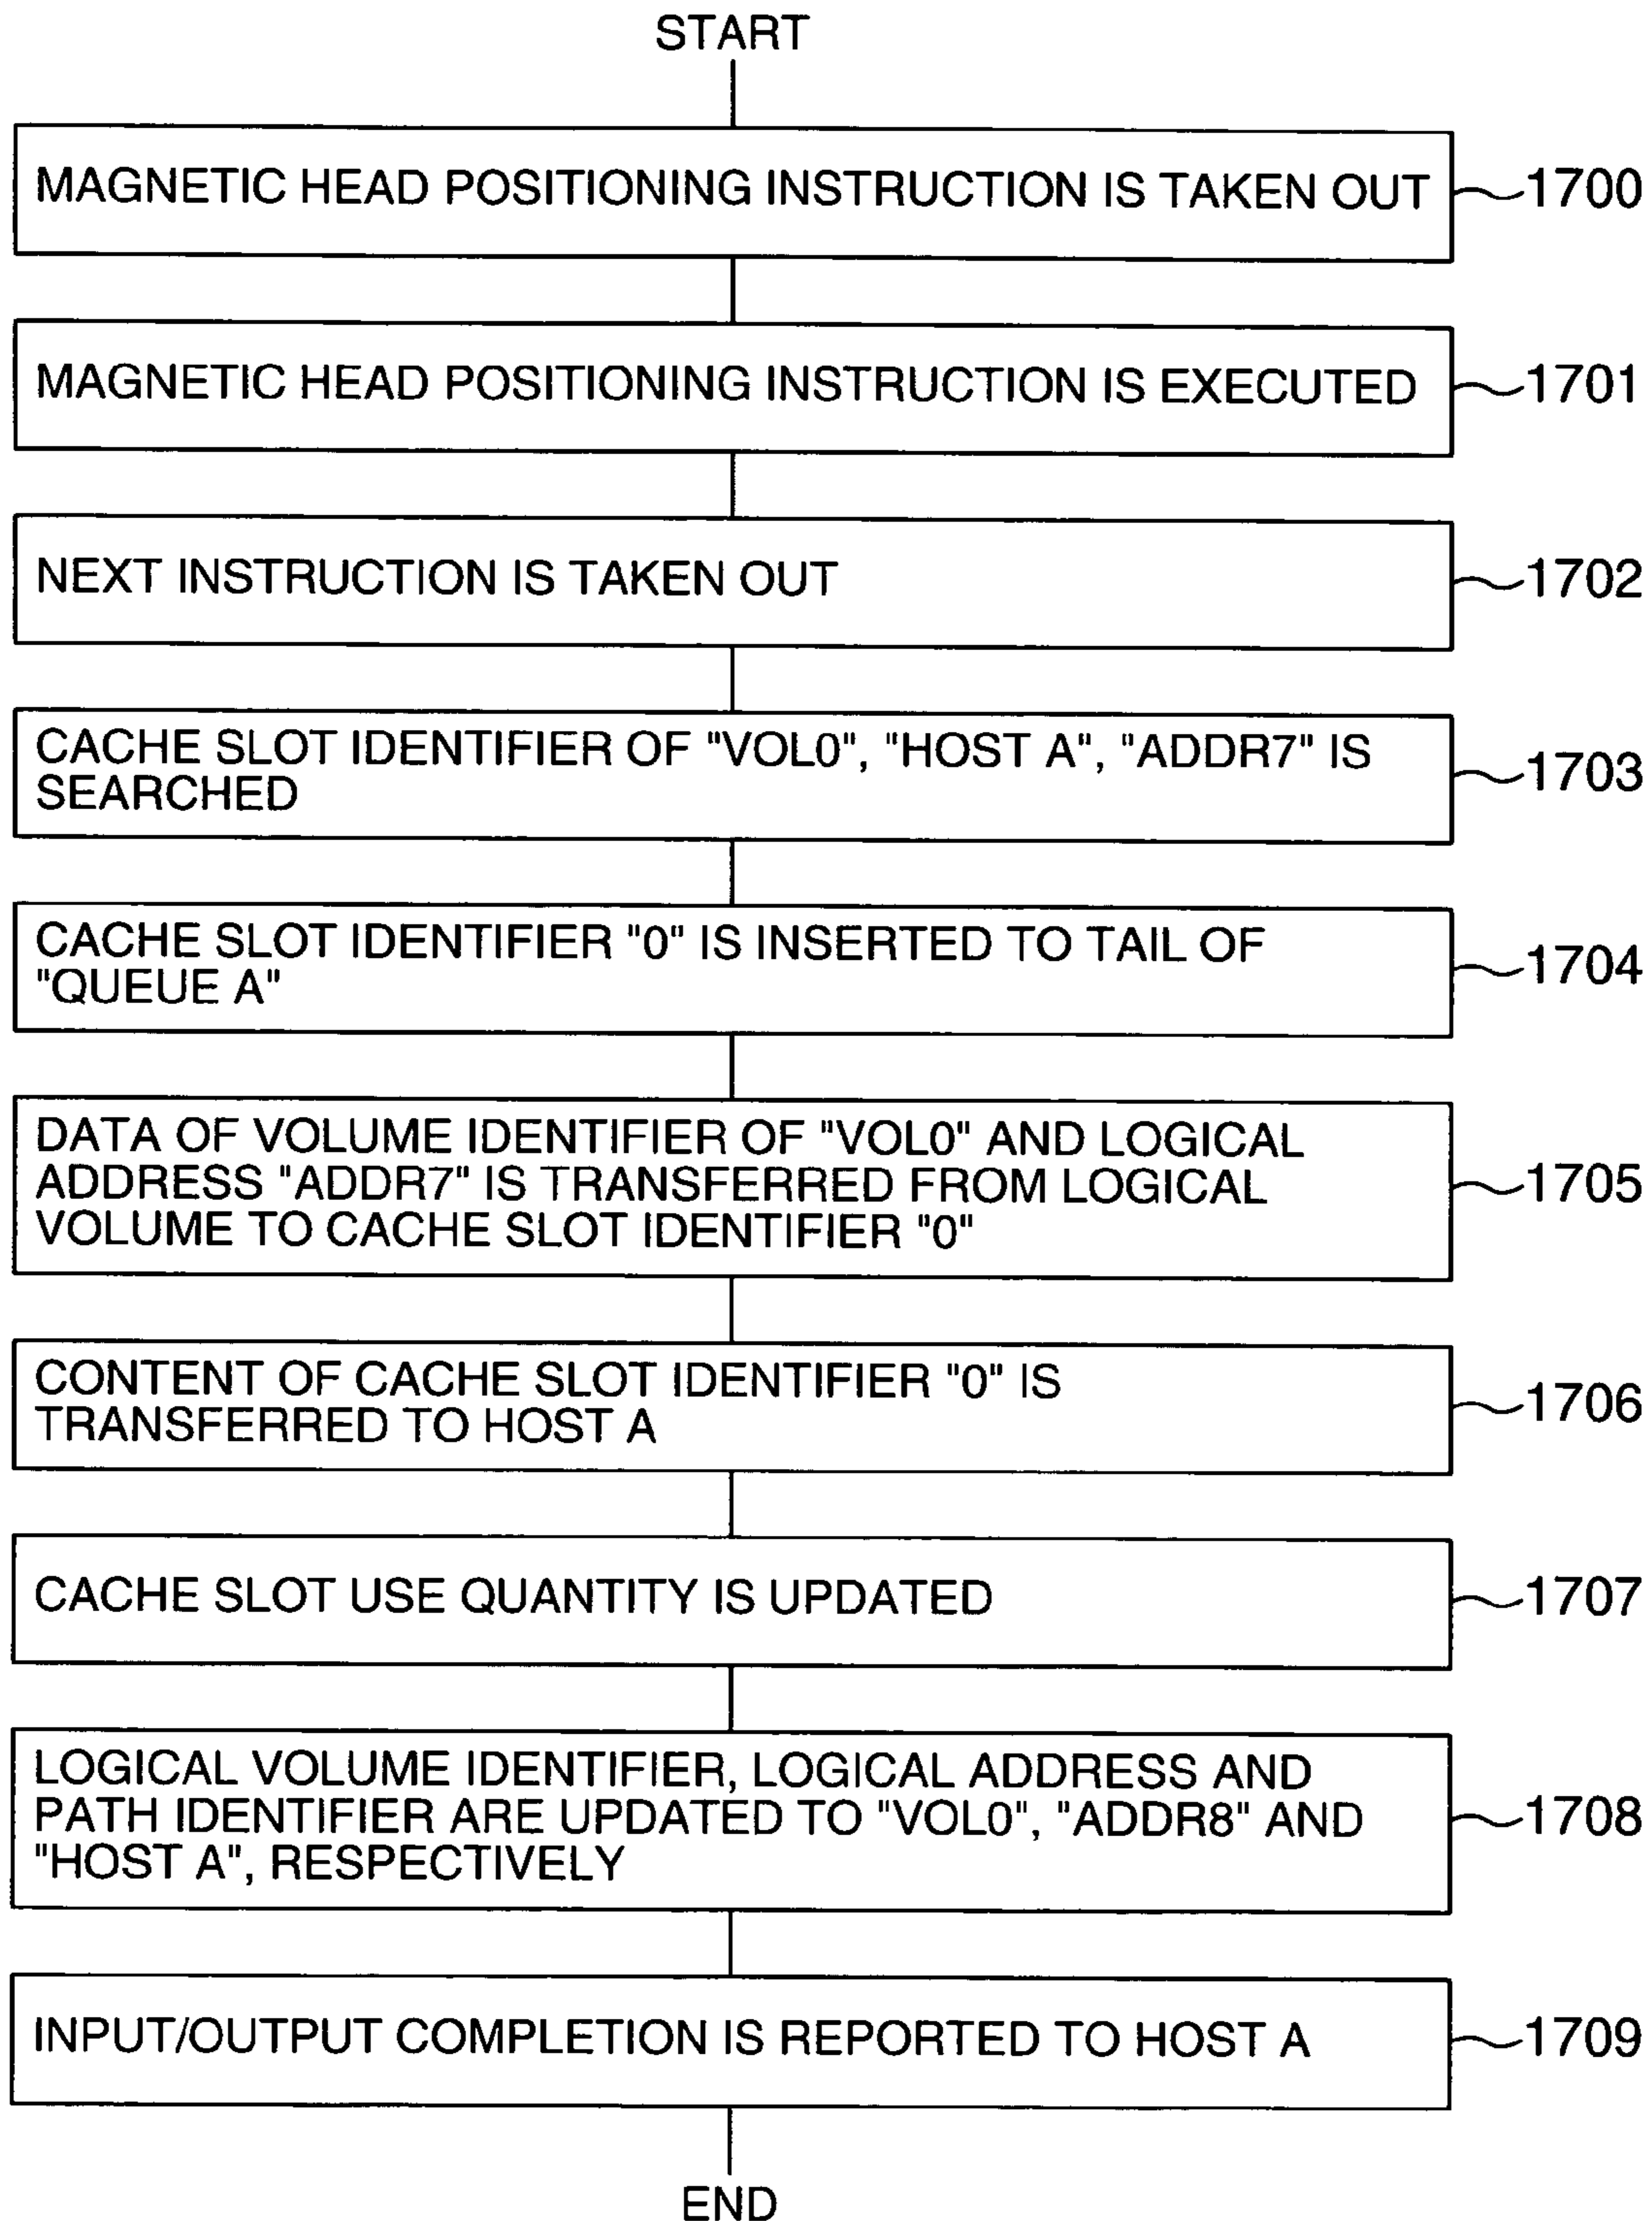 START
MAGNETIC HEAD POSITIONING INSTRUCTION IS TAKEN OUT
1700
MAGNETIC HEAD POSITIONING INSTRUCTION IS EXECUTED
1701
NEXT INSTRUCTION IS TAKEN OUT
1702
CACHE SLOT IDENTIFIER OF "VOL0", "HOST A", "ADDR7" IS
SEARCHED
1703
CACHE SLOT IDENTIFIER "0" IS INSERTED TO TAIL OF
"QUEUE A"
1704
DATA OF VOLUME IDENTIFIER OF "VOL0" AND LOGICAL
ADDRESS "ADDR7" IS TRANSFERRED FROM LOGICAL
VOLUME TO CACHE SLOT IDENTIFIER "0"
1705
CONTENT OF CACHE SLOT IDENTIFIER "0" IS
TRANSFERRED TO HOST A
1706
CACHE SLOT USE QUANTITY IS UPDATED
1707
LOGICAL VOLUME IDENTIFIER, LOGICAL ADDRESS AND
PATH IDENTIFIER ARE UPDATED TO "VOL0", "ADDR8" AND
"HOST A", RESPECTIVELY
1708
INPUT/OUTPUT COMPLETION IS REPORTED TO HOST A
1709
END